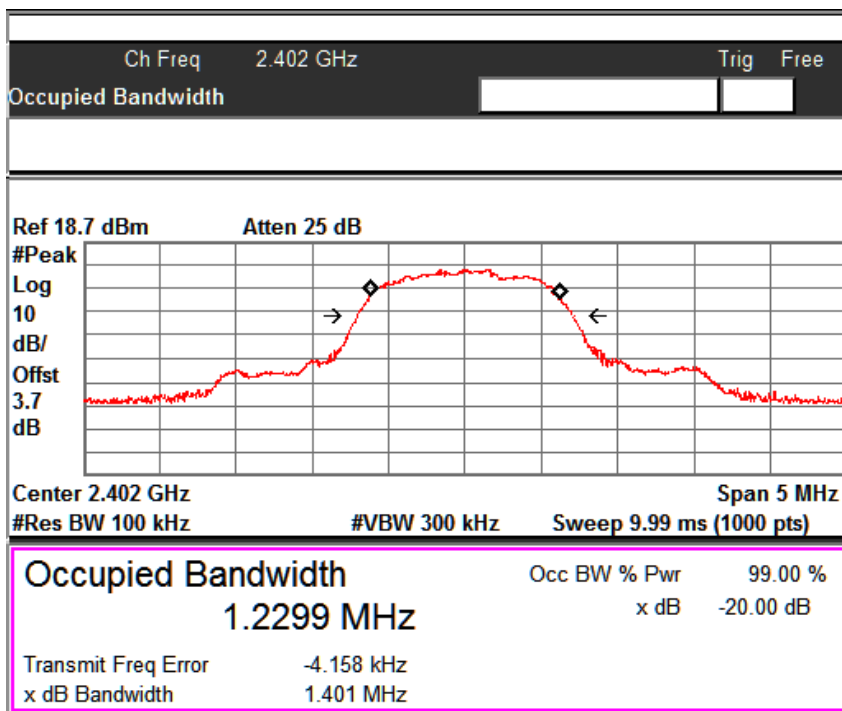 Ch Freq 2.402 GHz Trig Free
Occupied Bandwidth
Ref 18.7 dBm Atten 25 dB
#Peak
Log
10
dB/
Offst
3.7
dB
Center 2.402 GHz Span 5 MHz
#Res BW 100 kHz #VBW 300 kHz Sweep 9.99 ms (1000 pts)
Occupied Bandwidth Occ BW % Pwr 99.00 %
1.2299 MHz x dB -20.00 dB
Transmit Freq Error -4.158 kHz
x dB Bandwidth 1.401 MHz